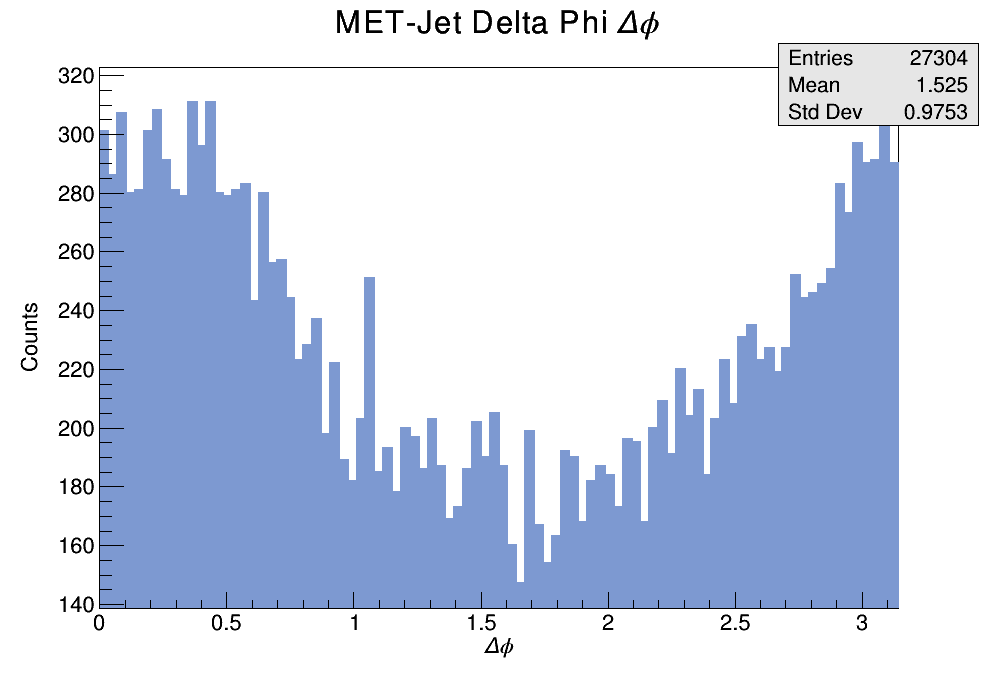 MET-Jet Delta Phi Δϕ
Entries 27304
Mean 1.525
Std Dev 0.9753
320
300
280
260
240
220
200
180
160
140
Counts
0 0.5 1 1.5 2 2.5 3
Δϕ